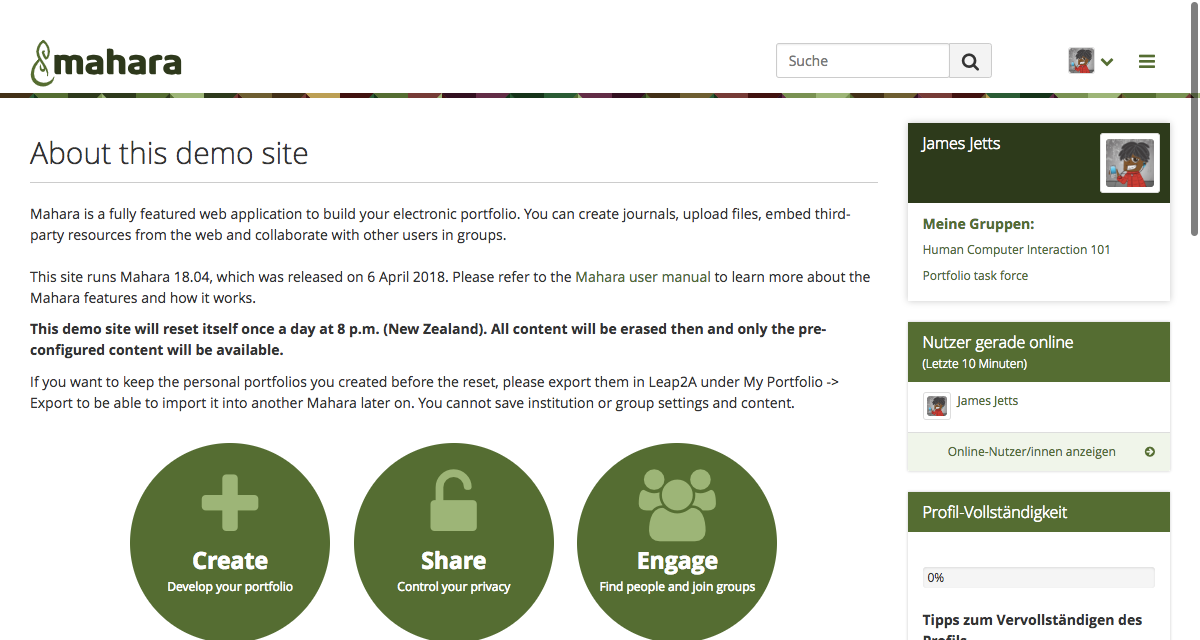 mahara
Suche
About this demo site
Mahara is a fully featured web application to build your electronic portfolio. You can create journals, upload files, embed third-
party resources from the web and collaborate with other users in groups.
This site runs Mahara 18.04, which was released on 6 April 2018. Please refer to the Mahara user manual to learn more about the
Mahara features and how it works.
This demo site will reset itself once a day at 8 p.m. (New Zealand). All content will be erased then and only the pre-
configured content will be available.
If you want to keep the personal portfolios you created before the reset, please export them in Leap2A under My Portfolio ->
Export to be able to import it into another Mahara later on. You cannot save institution or group settings and content.
Create
Develop your portfolio
Share
Control your privacy
Engage
Find people and join groups
James Jetts
Meine Gruppen:
Human Computer Interaction 101
Portfolio task force
Nutzer gerade online
(Letzte 10 Minuten)
James Jetts
Online-Nutzer/innen anzeigen
Profil-Vollständigkeit
0%
Tipps zum Vervollständigen des
Profils